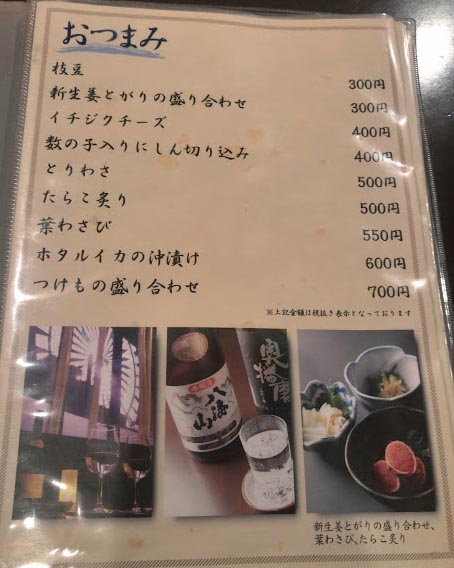 おつまみ
枝豆 300円
新生姜とがりの盛り合わせ 300円
イチジクチーズ 400円
数の子入りにしん切り込み 400円
とりわさ 500円
たらこ炙り 500円
葉わさび 550円
ホタルイカの沖漬け 600円
つけもの盛り合わせ 700円
※上記金額は税抜き表示となっております
八海山
奥播磨
新生姜とがりの盛り合わせ、
葉わさび、たらこ炙り